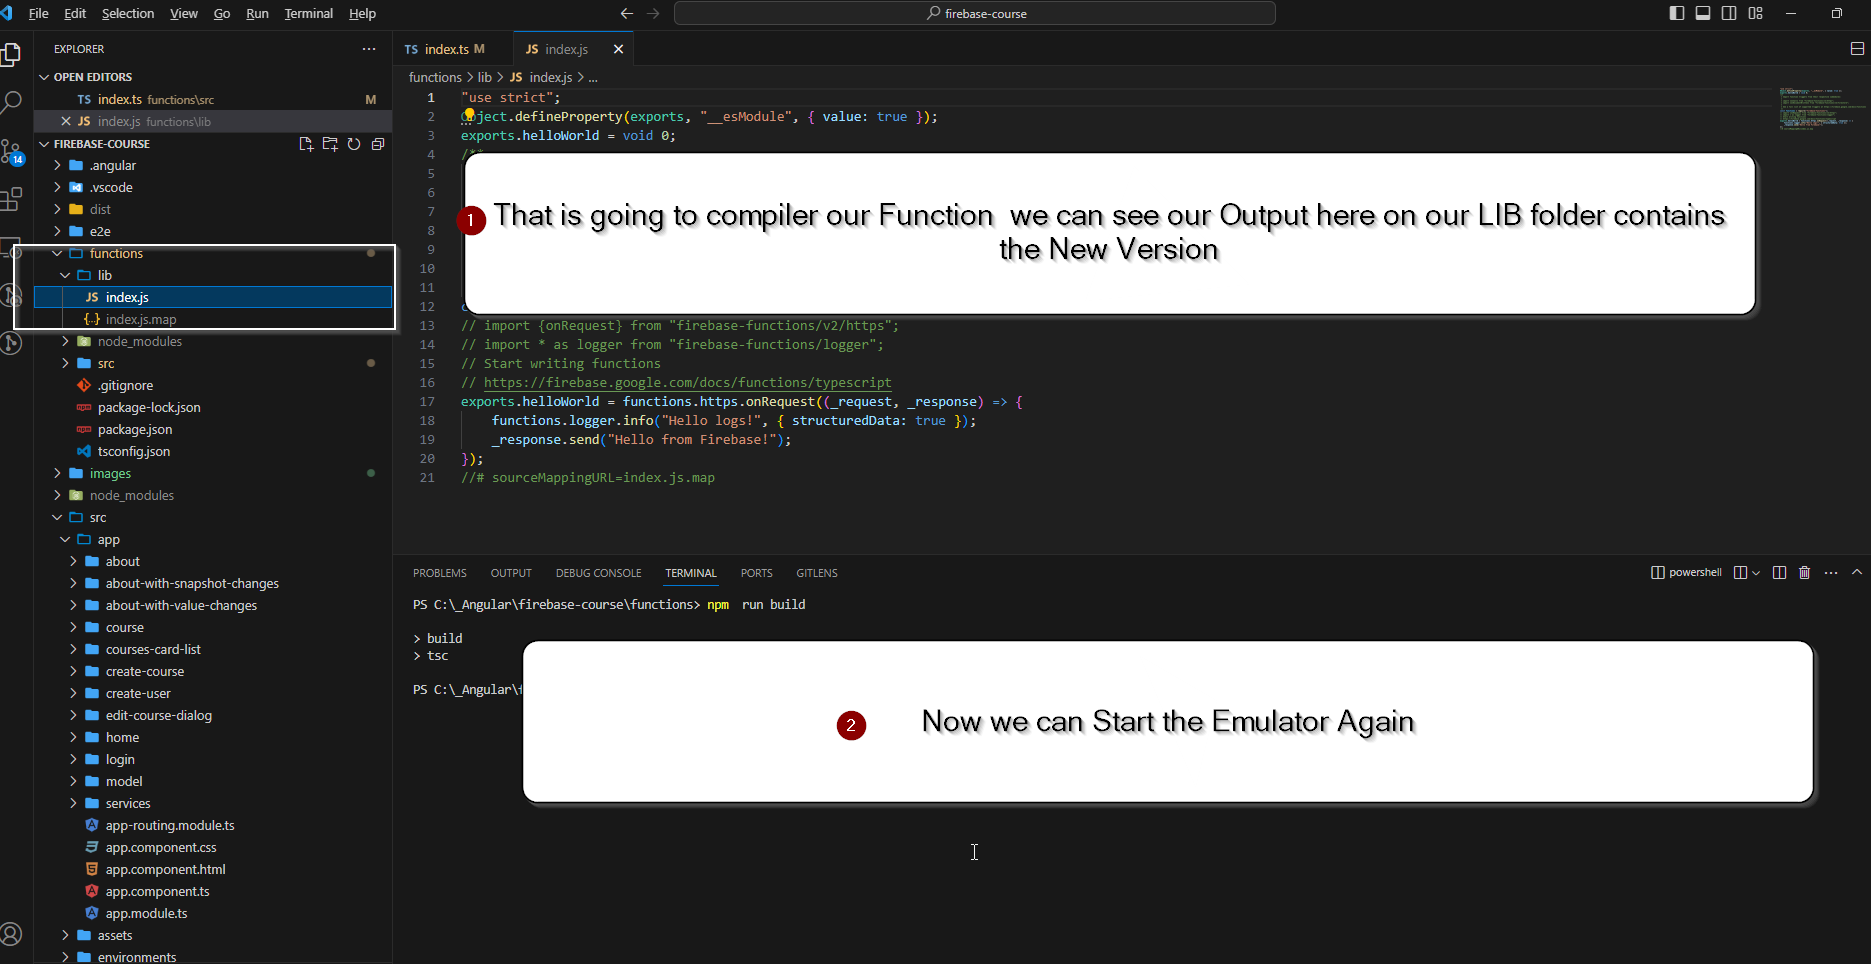 File Edit Selection View Go Run Terminal Help
firebase-course
EXPLORER
OPEN EDITORS
TS index.ts functions\src M
JS index.js functions\lib
FIREBASE-COURSE
.angular
.vscode
dist
e2e
functions
lib
JS index.js
{..} index.js.map
node_modules
src
.gitignore
package-lock.json
package.json
tsconfig.json
images
node_modules
src
app
about
about-with-snapshot-changes
about-with-value-changes
course
courses-card-list
create-course
create-user
edit-course-dialog
home
login
model
services
app-routing.module.ts
app.component.css
app.component.html
app.component.ts
app.module.ts
assets
environments
14
TS index.ts M JS index.js
functions > lib > JS index.js > ...
1 "use strict";
2 Object.defineProperty(exports, "__esModule", { value: true });
3 exports.helloWorld = void 0;
4 /**
5
6
7
8
9
10
11
12
1 That is going to compiler our Function we can see our Output here on our LIB folder contains
the New Version
13 // import {onRequest} from "firebase-functions/v2/https";
14 // import * as logger from "firebase-functions/logger";
15 // Start writing functions
16 // https://firebase.google.com/docs/functions/typescript
17 exports.helloWorld = functions.https.onRequest((_request, _response) => {
18 functions.logger.info("Hello logs!", { structuredData: true });
19 _response.send("Hello from Firebase!");
20 });
21 //# sourceMappingURL=index.js.map
PROBLEMS OUTPUT DEBUG CONSOLE TERMINAL PORTS GITLENS
powershell
PS C:\_Angular\firebase-course\functions> npm run build
> build
> tsc
PS C:\_Angular\f
2 Now we can Start the Emulator Again